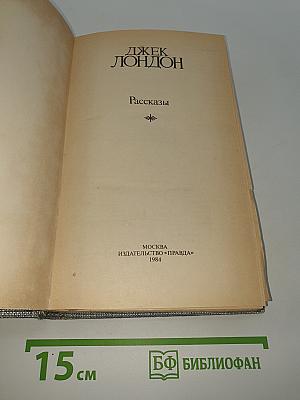 ДЖЕК
ЛОНДОН
Рассказы
МОСКВА
ИЗДАТЕЛЬСТВО «ПРАВДА»
1984
15 см
БФ БИБЛИОФАН